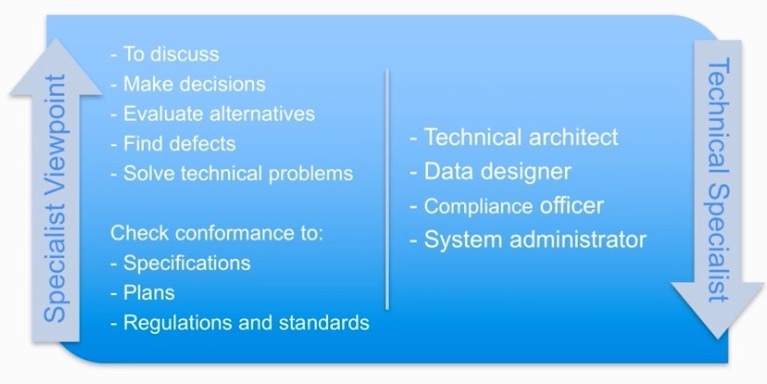 Specialist Viewpoint
- To discuss
- Make decisions
- Evaluate alternatives
- Find defects
- Solve technical problems
Check conformance to:
- Specifications
- Plans
- Regulations and standards
- Technical architect
- Data designer
- Compliance officer
- System administrator
Technical Specialist